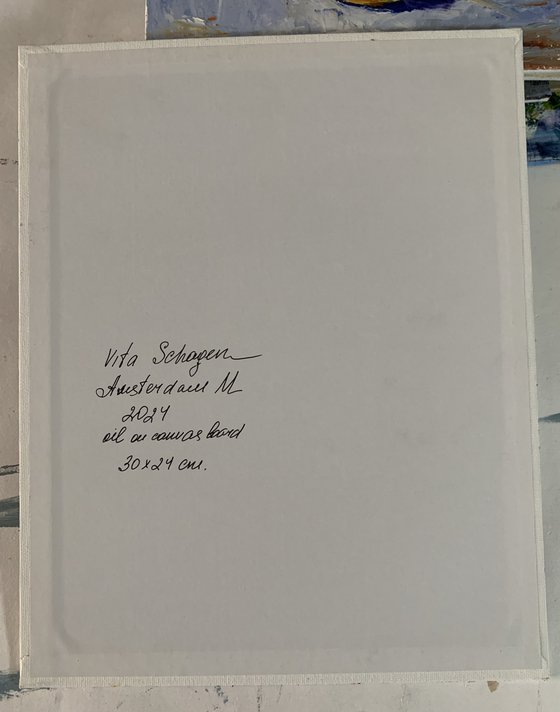 Vita Schagen
Amsterdam M
2024
oil on canvas board
30x24 cm.